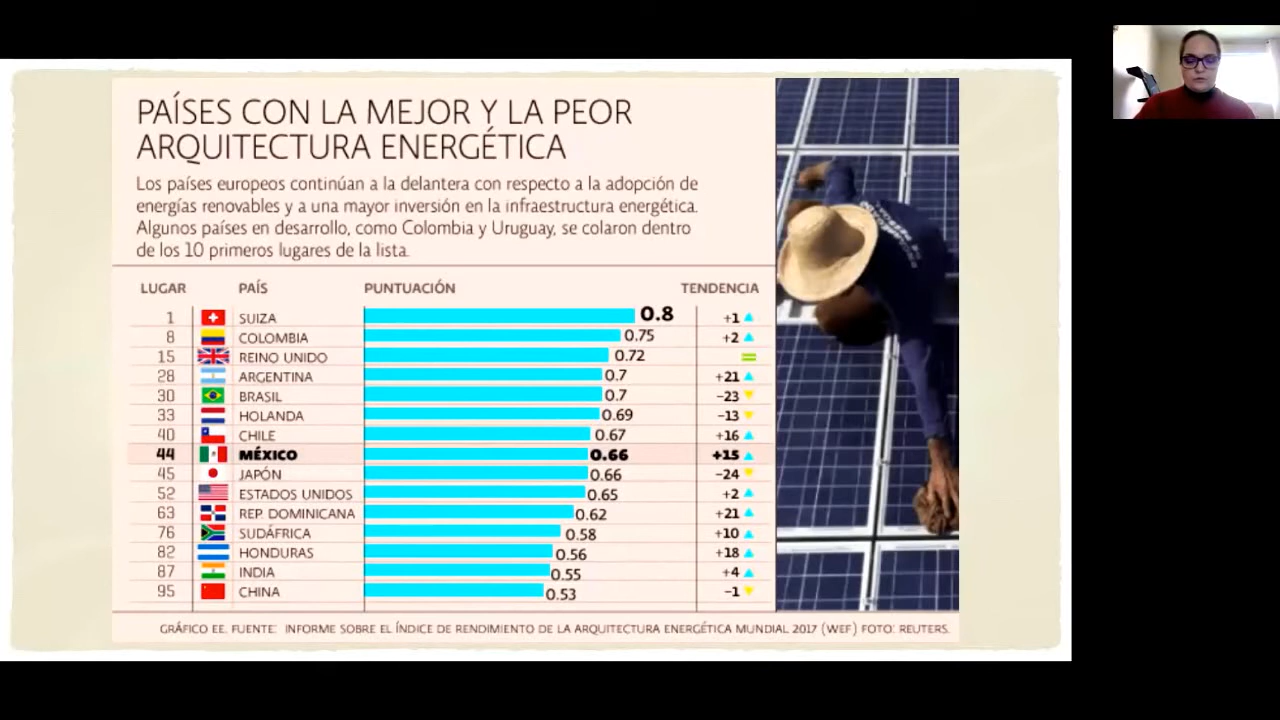 PAÍSES CON LA MEJOR Y LA PEOR
ARQUITECTURA ENERGÉTICA
Los países europeos continúan a la delantera con respecto a la adopción de
energías renovables y a una mayor inversión en la infraestructura energética.
Algunos países en desarrollo, como Colombia y Uruguay, se colaron dentro
de los 10 primeros lugares de la lista.
LUGAR PAÍS PUNTUACIÓN TENDENCIA
1 SUIZA 0.8 +1
8 COLOMBIA 0.75 +2
15 REINO UNIDO 0.72 =
28 ARGENTINA 0.7 +21
30 BRASIL 0.7 −23
33 HOLANDA 0.69 −13
40 CHILE 0.67 +16
44 MÉXICO 0.66 +15
45 JAPÓN 0.66 −24
52 ESTADOS UNIDOS 0.65 +2
63 REP. DOMINICANA 0.62 +21
76 SUDÁFRICA 0.58 +10
82 HONDURAS 0.56 +18
87 INDIA 0.55 +4
95 CHINA 0.53 −1
GRÁFICO EE. FUENTE: INFORME SOBRE EL ÍNDICE DE RENDIMIENTO DE LA ARQUITECTURA ENERGÉTICA MUNDIAL 2017 (WEF) FOTO: REUTERS.